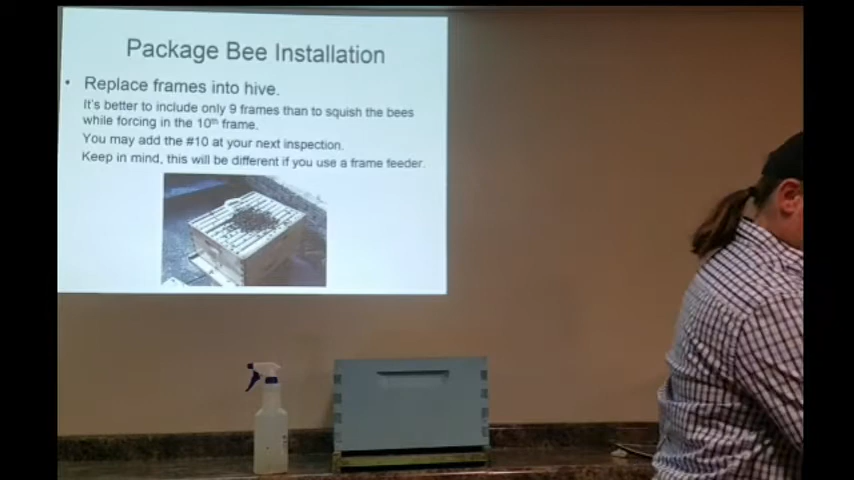 Package Bee Installation
• Replace frames into hive.
It's better to include only 9 frames than to squish the bees
while forcing in the 10th frame.
You may add the #10 at your next inspection.
Keep in mind, this will be different if you use a frame feeder.